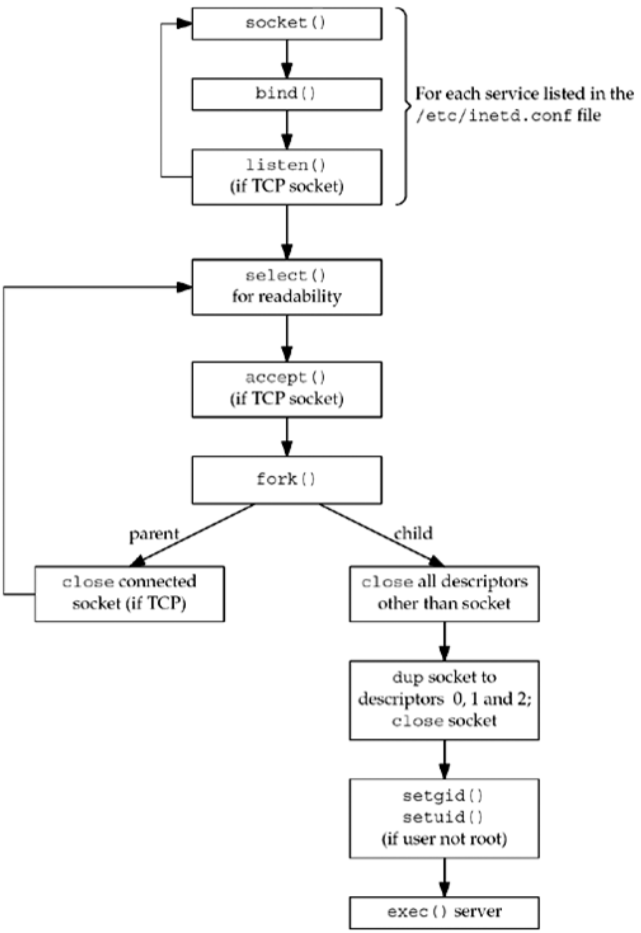 socket()
bind()
For each service listed in the
/etc/inetd.conf file
listen()
(if TCP socket)
select()
for readability
accept()
(if TCP socket)
fork()
parent
child
close connected
socket (if TCP)
close all descriptors
other than socket
dup socket to
descriptors 0, 1 and 2;
close socket
setgid()
setuid()
(if user not root)
exec() server